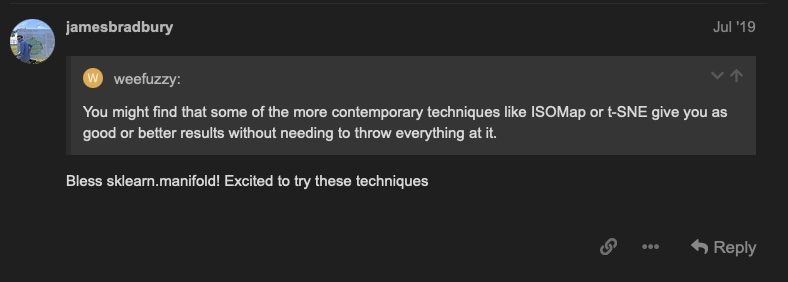 jamesbradbury
Jul '19
W
weefuzzy:
You might find that some of the more contemporary techniques like ISOMap or t-SNE give you as
good or better results without needing to throw everything at it.
Bless sklearn.manifold! Excited to try these techniques
Reply